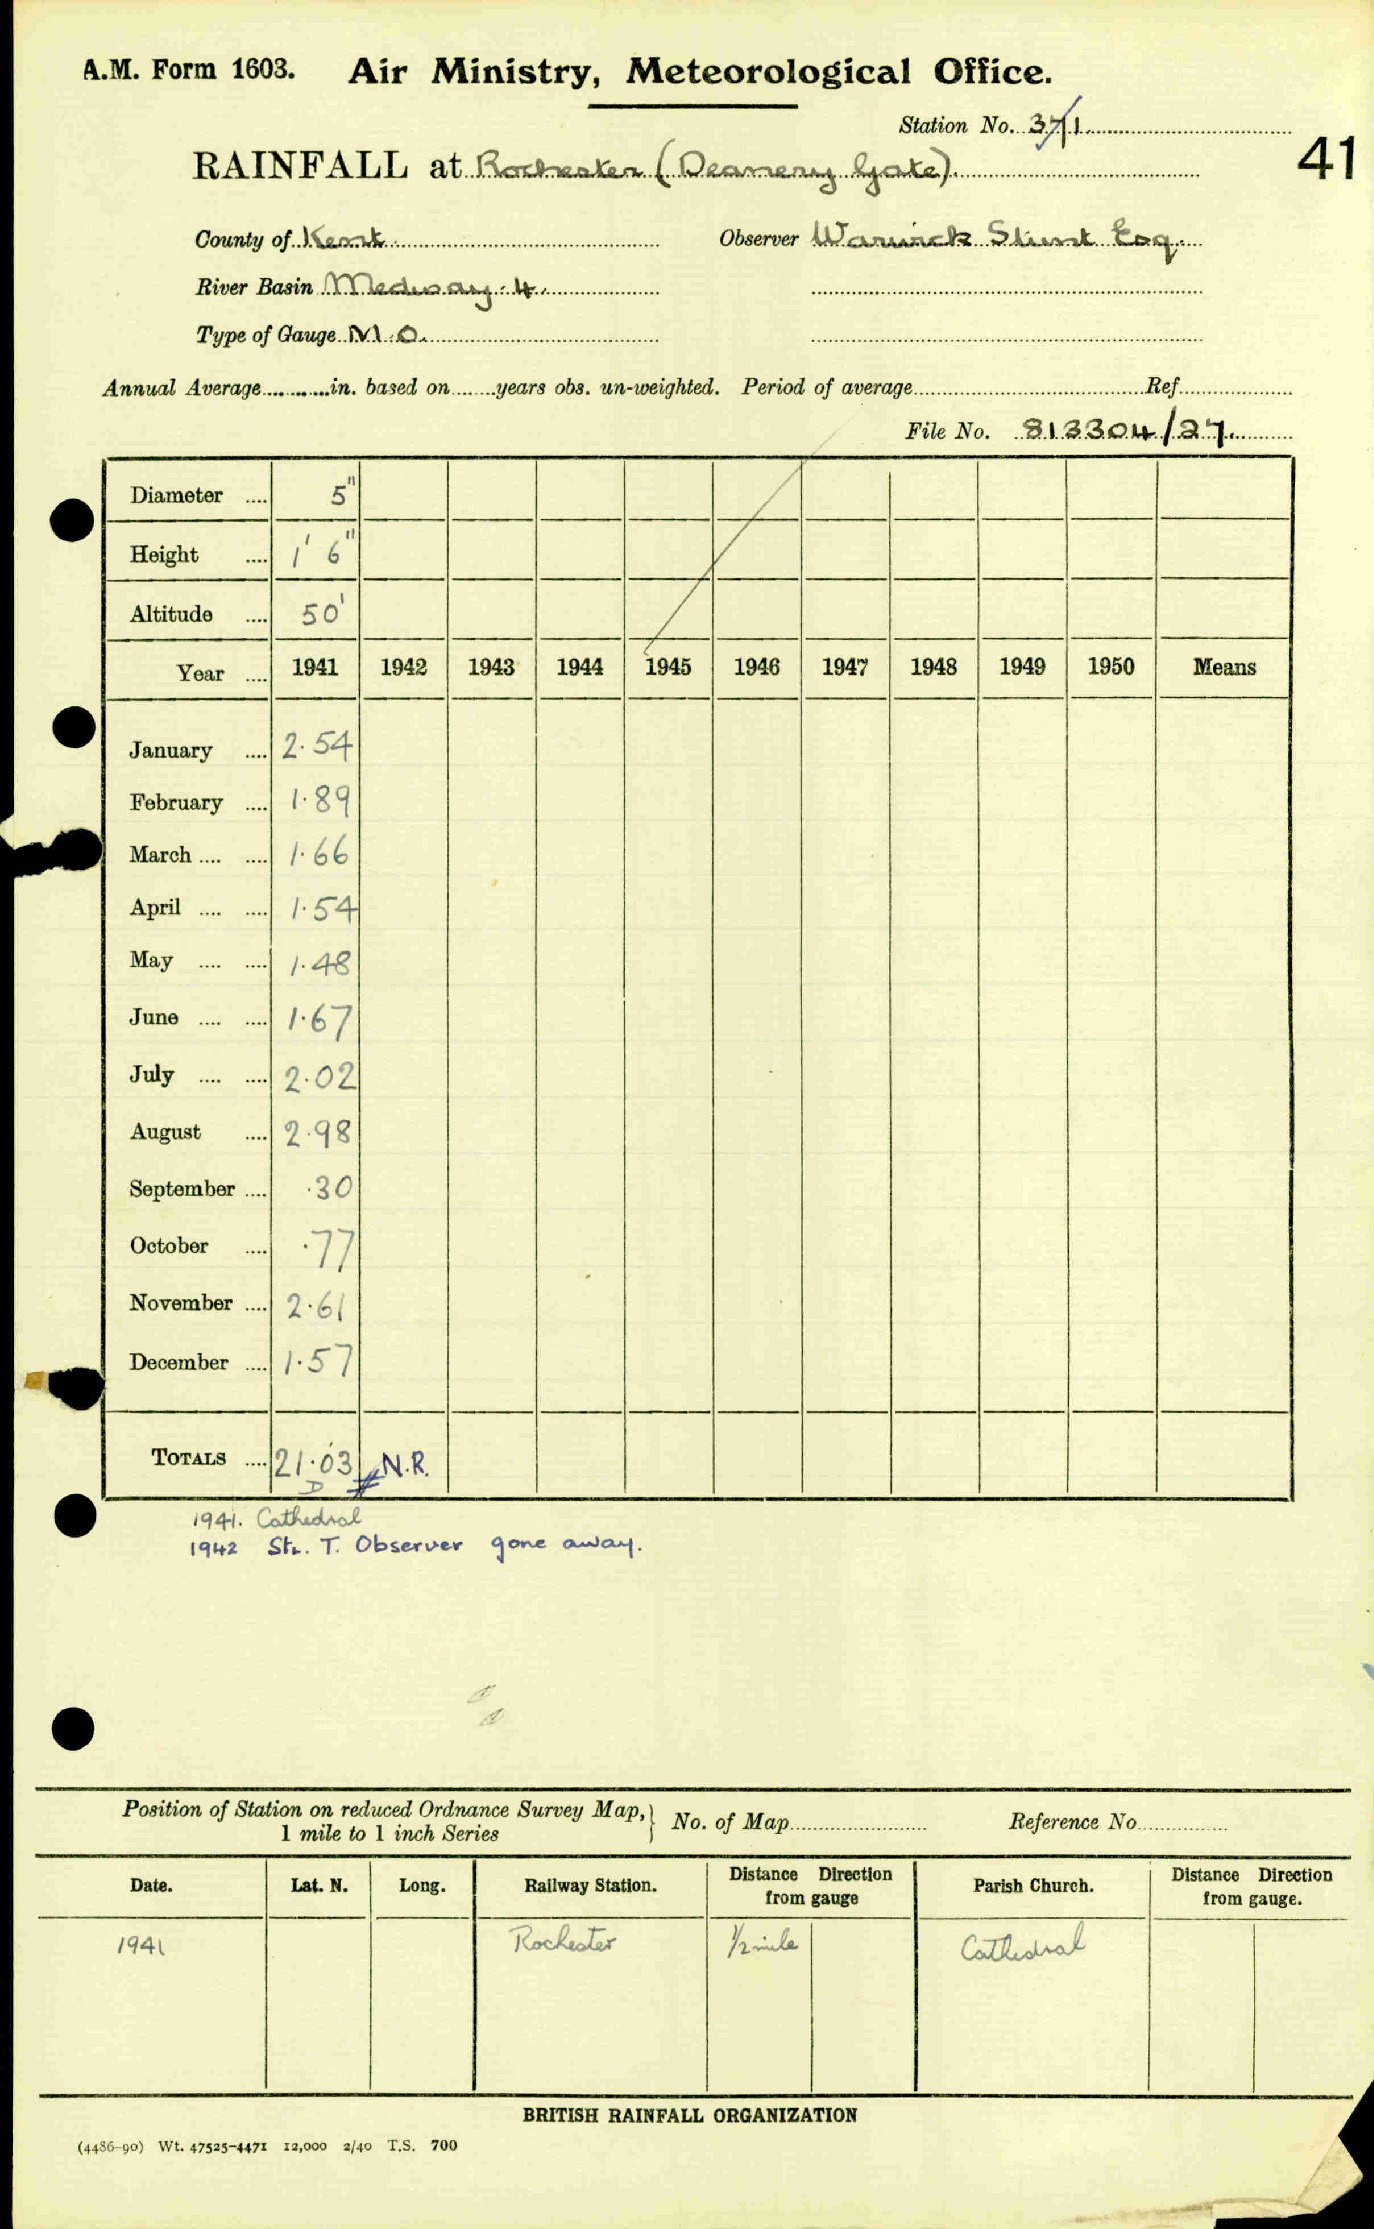 A.M. Form 1603. Air Ministry, Meteorological Office.
Station No. 371
41
RAINFALL at Rochester (Deanery Gate).
County of Kent Observer Warwick Stunt Esq.
River Basin Medway. 4.
Type of Gauge M.O.
Annual Average............in. based on........years obs. un-weighted. Period of average........Ref........
File No. 813304/27.
Diameter .... 5"
Height .... 1' 6"
Altitude .... 50'
Year .... 1941 1942 1943 1944 1945 1946 1947 1948 1949 1950 Means
January .... 2.54
February .... 1.89
March .... .... 1.66
April .... .... 1.54
May .... .... 1.48
June .... .... 1.67
July .... .... 2.02
August .... 2.98
September .... .30
October .... .77
November .... 2.61
December .... 1.57
TOTALS .... 21.03 N.R.
D
1941. Cathedral
1942 Stn. T. Observer gone away.
Position of Station on reduced Ordnance Survey Map, 1 mile to 1 inch Series } No. of Map........ Reference No........
Date. Lat. N. Long. Railway Station. Distance Direction from gauge Parish Church. Distance Direction from gauge.
1941 Rochester 1/2 mile Cathedral
BRITISH RAINFALL ORGANIZATION
(4486-90) Wt. 47525-4471 12,000 2/40 T.S. 700